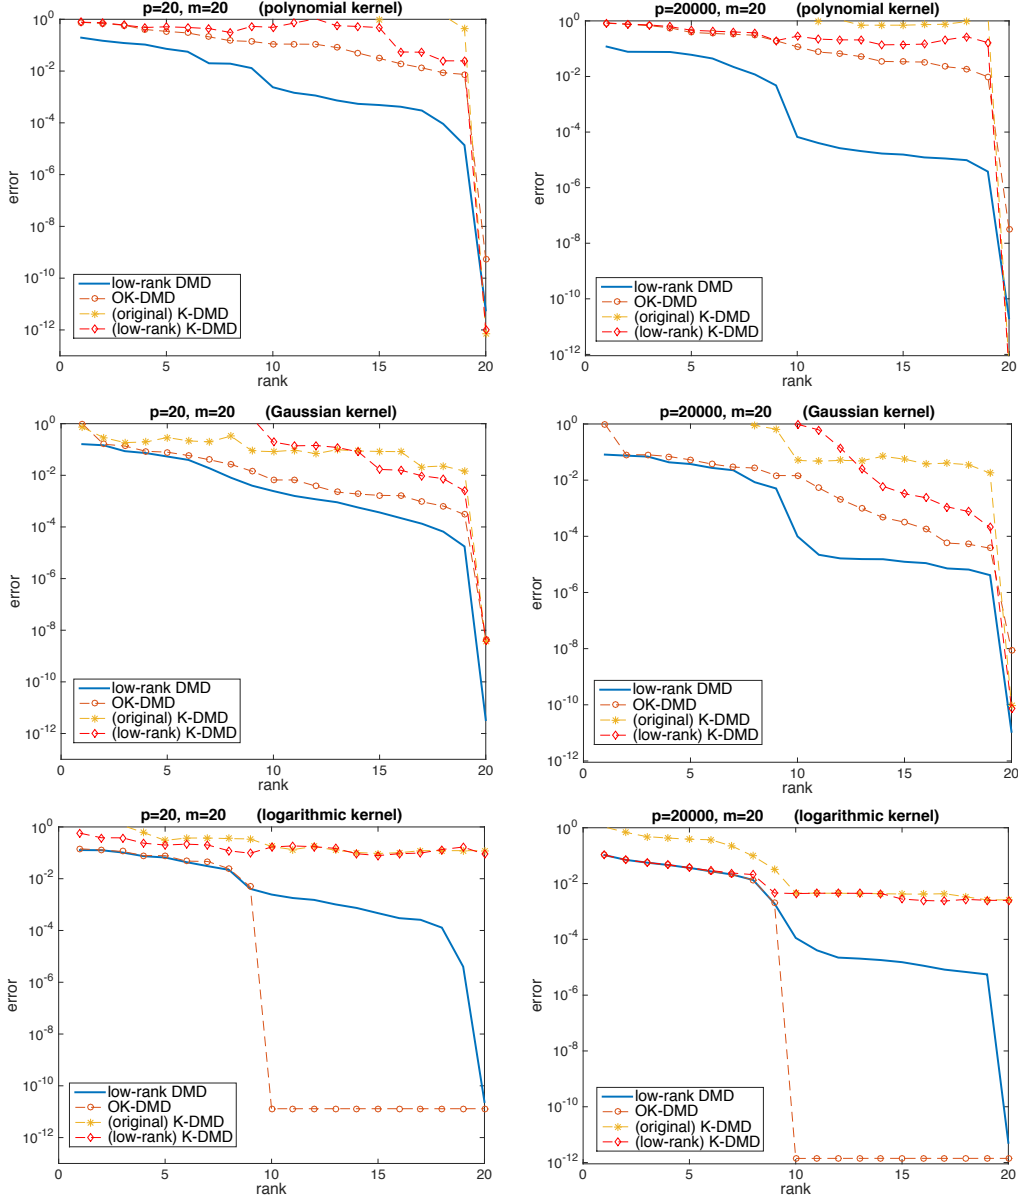 p=20, m=20 (polynomial kernel)
10^0
10^-2
10^-4
10^-6
10^-8
10^-10
10^-12
error
low-rank DMD
OK-DMD
(original) K-DMD
(low-rank) K-DMD
0 5 10 15 20
rank
p=20000, m=20 (polynomial kernel)
10^0
10^-2
10^-4
10^-6
10^-8
10^-10
10^-12
error
low-rank DMD
OK-DMD
(original) K-DMD
(low-rank) K-DMD
0 5 10 15 20
rank
p=20, m=20 (Gaussian kernel)
10^0
10^-2
10^-4
10^-6
10^-8
10^-10
10^-12
error
low-rank DMD
OK-DMD
(original) K-DMD
(low-rank) K-DMD
0 5 10 15 20
rank
p=20000, m=20 (Gaussian kernel)
10^0
10^-2
10^-4
10^-6
10^-8
10^-10
10^-12
error
low-rank DMD
OK-DMD
(original) K-DMD
(low-rank) K-DMD
0 5 10 15 20
rank
p=20, m=20 (logarithmic kernel)
10^0
10^-2
10^-4
10^-6
10^-8
10^-10
10^-12
error
low-rank DMD
OK-DMD
(original) K-DMD
(low-rank) K-DMD
0 5 10 15 20
rank
p=20000, m=20 (logarithmic kernel)
10^0
10^-2
10^-4
10^-6
10^-8
10^-10
10^-12
error
low-rank DMD
OK-DMD
(original) K-DMD
(low-rank) K-DMD
0 5 10 15 20
rank